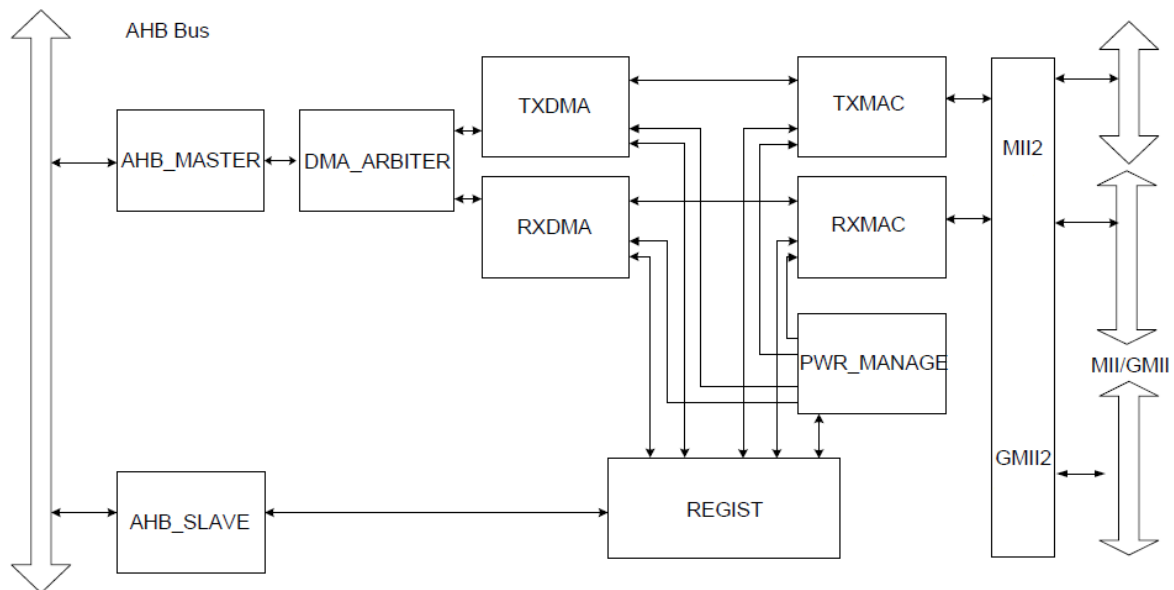 AHB Bus
TXDMA
TXMAC
AHB_MASTER
DMA_ARBITER
MII2
RXDMA
RXMAC
PWR_MANAGE
MII/GMII
GMII2
AHB_SLAVE
REGIST